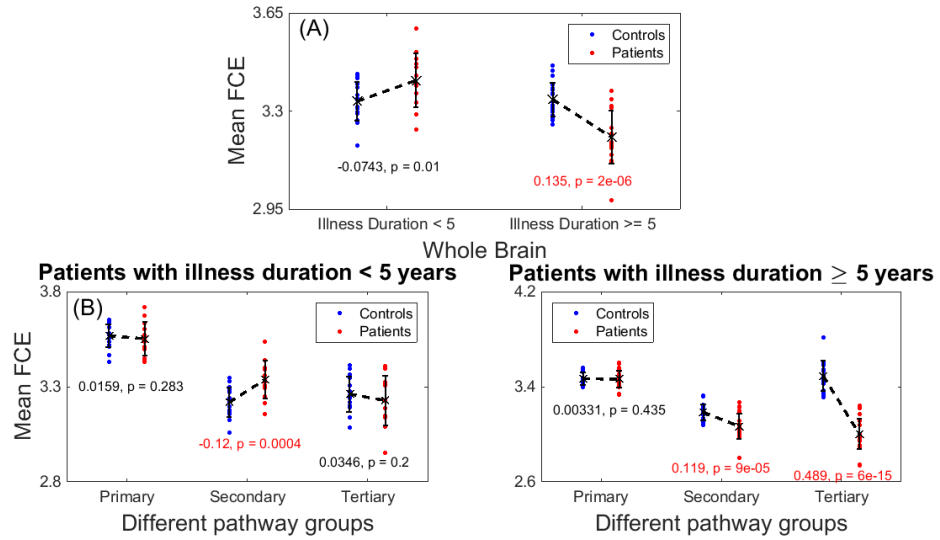 (A)
3.65
3.3
2.95
Mean FCE
Controls
Patients
-0.0743, p = 0.01
0.135, p = 2e-06
Illness Duration < 5
Illness Duration >= 5
Whole Brain
Patients with illness duration < 5 years
(B)
3.8
3.3
2.8
Mean FCE
Controls
Patients
0.0159, p = 0.283
-0.12, p = 0.0004
0.0346, p = 0.2
Primary
Secondary
Tertiary
Different pathway groups
Patients with illness duration ≥ 5 years
4.2
3.4
2.6
Controls
Patients
0.00331, p = 0.435
0.119, p = 9e-05
0.489, p = 6e-15
Primary
Secondary
Tertiary
Different pathway groups